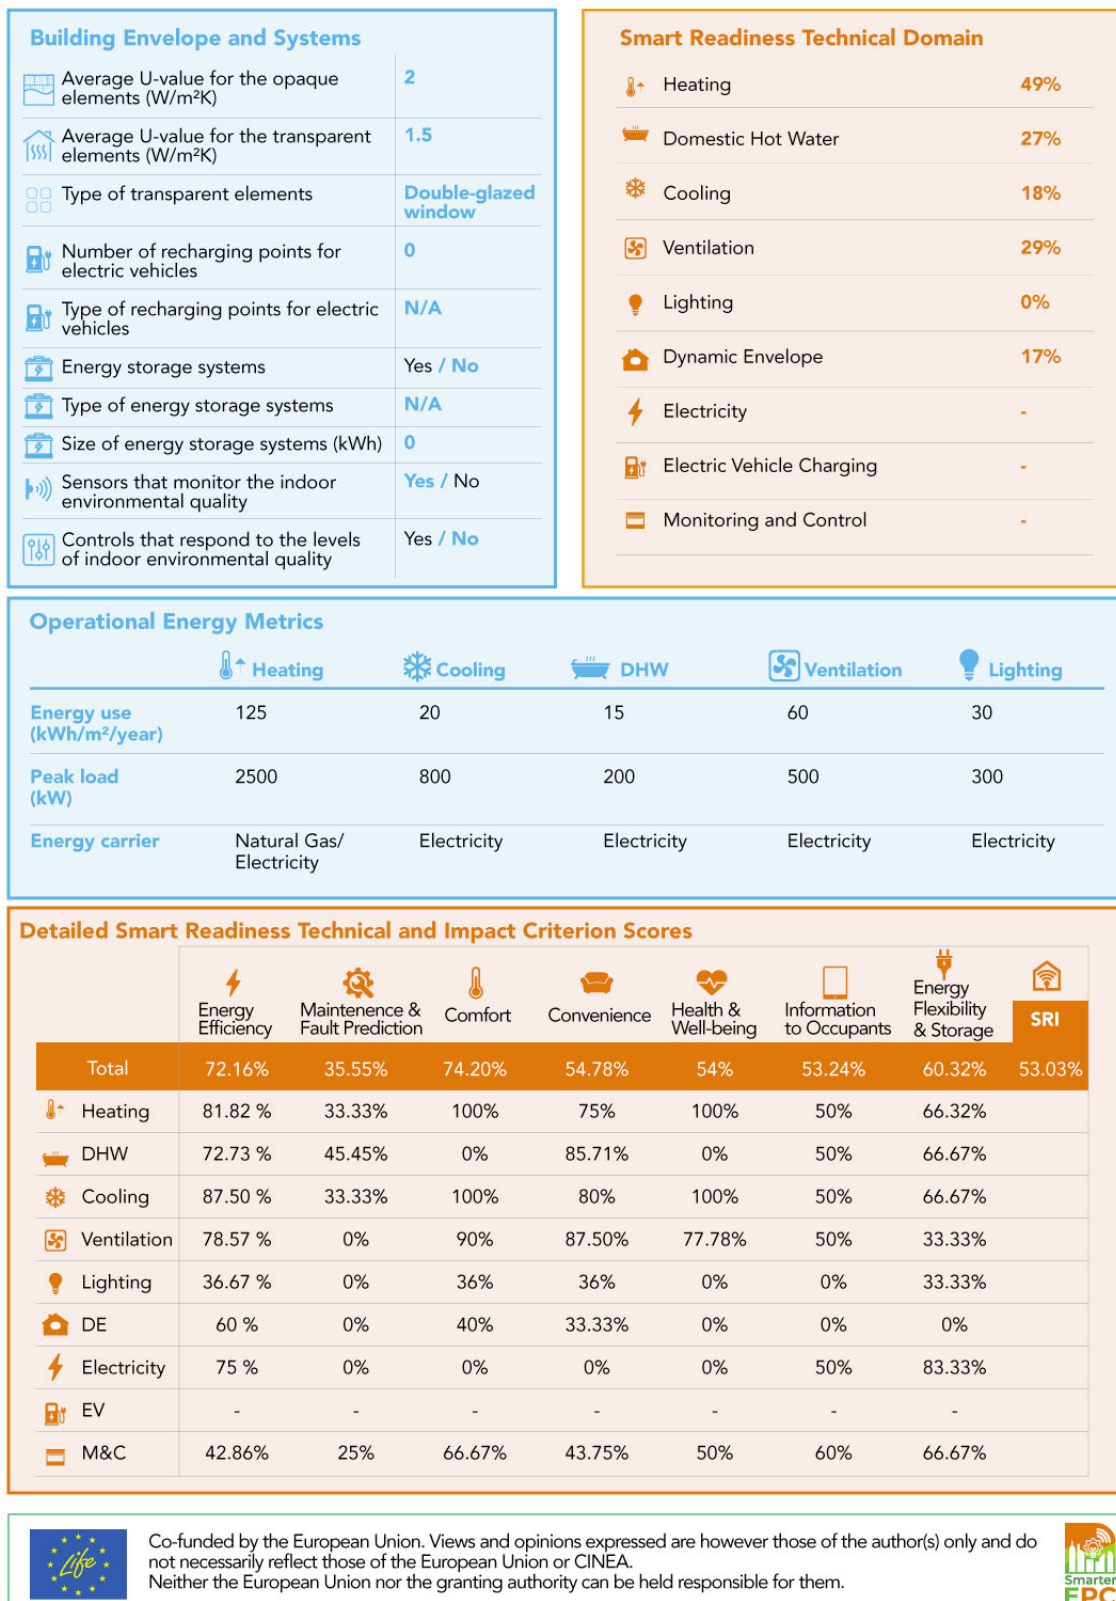 Building Envelope and Systems
Average U-value for the opaque
elements (W/m²K)
2
Average U-value for the transparent
elements (W/m²K)
1.5
Type of transparent elements
Double-glazed
window
Number of recharging points for
electric vehicles
0
Type of recharging points for electric
vehicles
N/A
Energy storage systems
Yes / No
Type of energy storage systems
N/A
Size of energy storage systems (kWh)
0
Sensors that monitor the indoor
environmental quality
Yes / No
Controls that respond to the levels
of indoor environmental quality
Yes / No
Smart Readiness Technical Domain
Heating 49%
Domestic Hot Water 27%
Cooling 18%
Ventilation 29%
Lighting 0%
Dynamic Envelope 17%
Electricity -
Electric Vehicle Charging -
Monitoring and Control -
Operational Energy Metrics
Heating Cooling DHW Ventilation Lighting
Energy use
(kWh/m²/year)
125 20 15 60 30
Peak load
(kW)
2500 800 200 500 300
Energy carrier
Natural Gas/
Electricity
Electricity Electricity Electricity Electricity
Detailed Smart Readiness Technical and Impact Criterion Scores
Energy
Efficiency
Maintenence &
Fault Prediction
Comfort
Convenience
Health &
Well-being
Information
to Occupants
Energy
Flexibility
& Storage
SRI
Total 72.16% 35.55% 74.20% 54.78% 54% 53.24% 60.32% 53.03%
Heating 81.82 % 33.33% 100% 75% 100% 50% 66.32%
DHW 72.73 % 45.45% 0% 85.71% 0% 50% 66.67%
Cooling 87.50 % 33.33% 100% 80% 100% 50% 66.67%
Ventilation 78.57 % 0% 90% 87.50% 77.78% 50% 33.33%
Lighting 36.67 % 0% 36% 36% 0% 0% 33.33%
DE 60 % 0% 40% 33.33% 0% 0% 0%
Electricity 75 % 0% 0% 0% 0% 50% 83.33%
EV - - - - - - -
M&C 42.86% 25% 66.67% 43.75% 50% 60% 66.67%
Life
Co-funded by the European Union. Views and opinions expressed are however those of the author(s) only and do
not necessarily reflect those of the European Union or CINEA.
Neither the European Union nor the granting authority can be held responsible for them.
Smarter
EPC